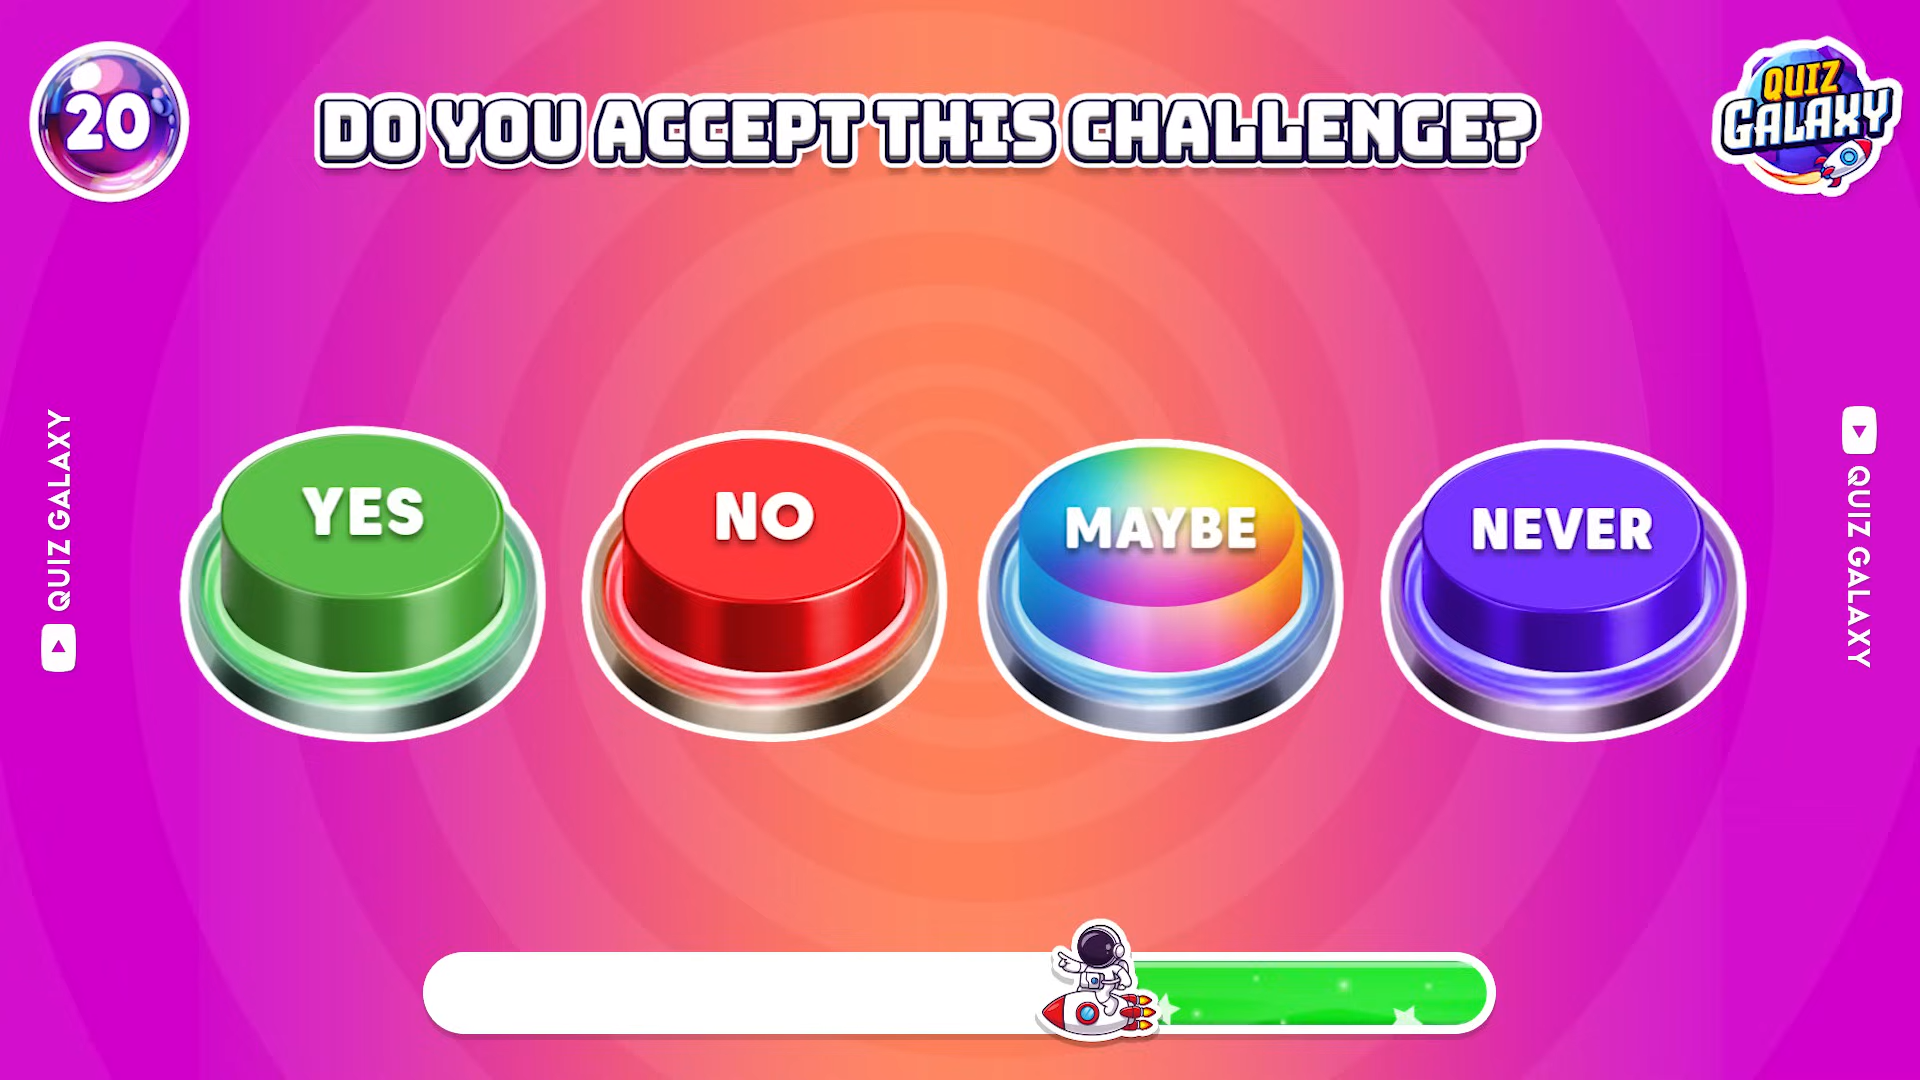 20
DO YOU ACCEPT THIS CHALLENGE?
QUIZ
GALAXY
YES
NO
MAYBE
NEVER
QUIZ GALAXY
QUIZ GALAXY